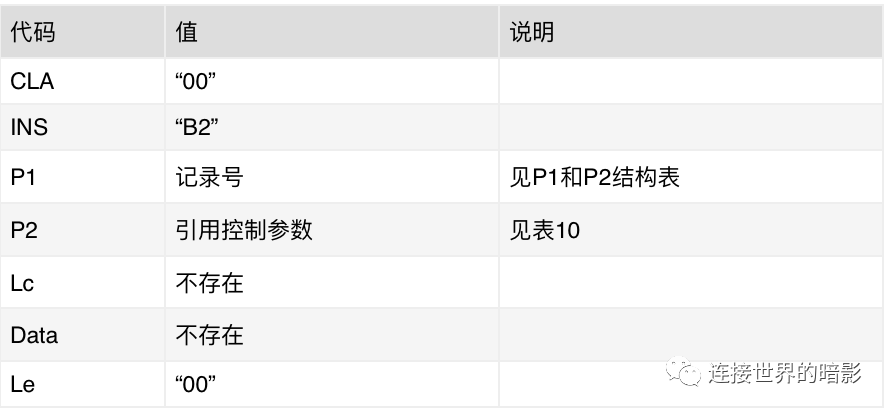 代码 值 说明
CLA “00”
INS “B2”
P1 记录号 见P1和P2结构表
P2 引用控制参数 见表10
Lc 不存在
Data 不存在
Le “00”
连接世界的暗影